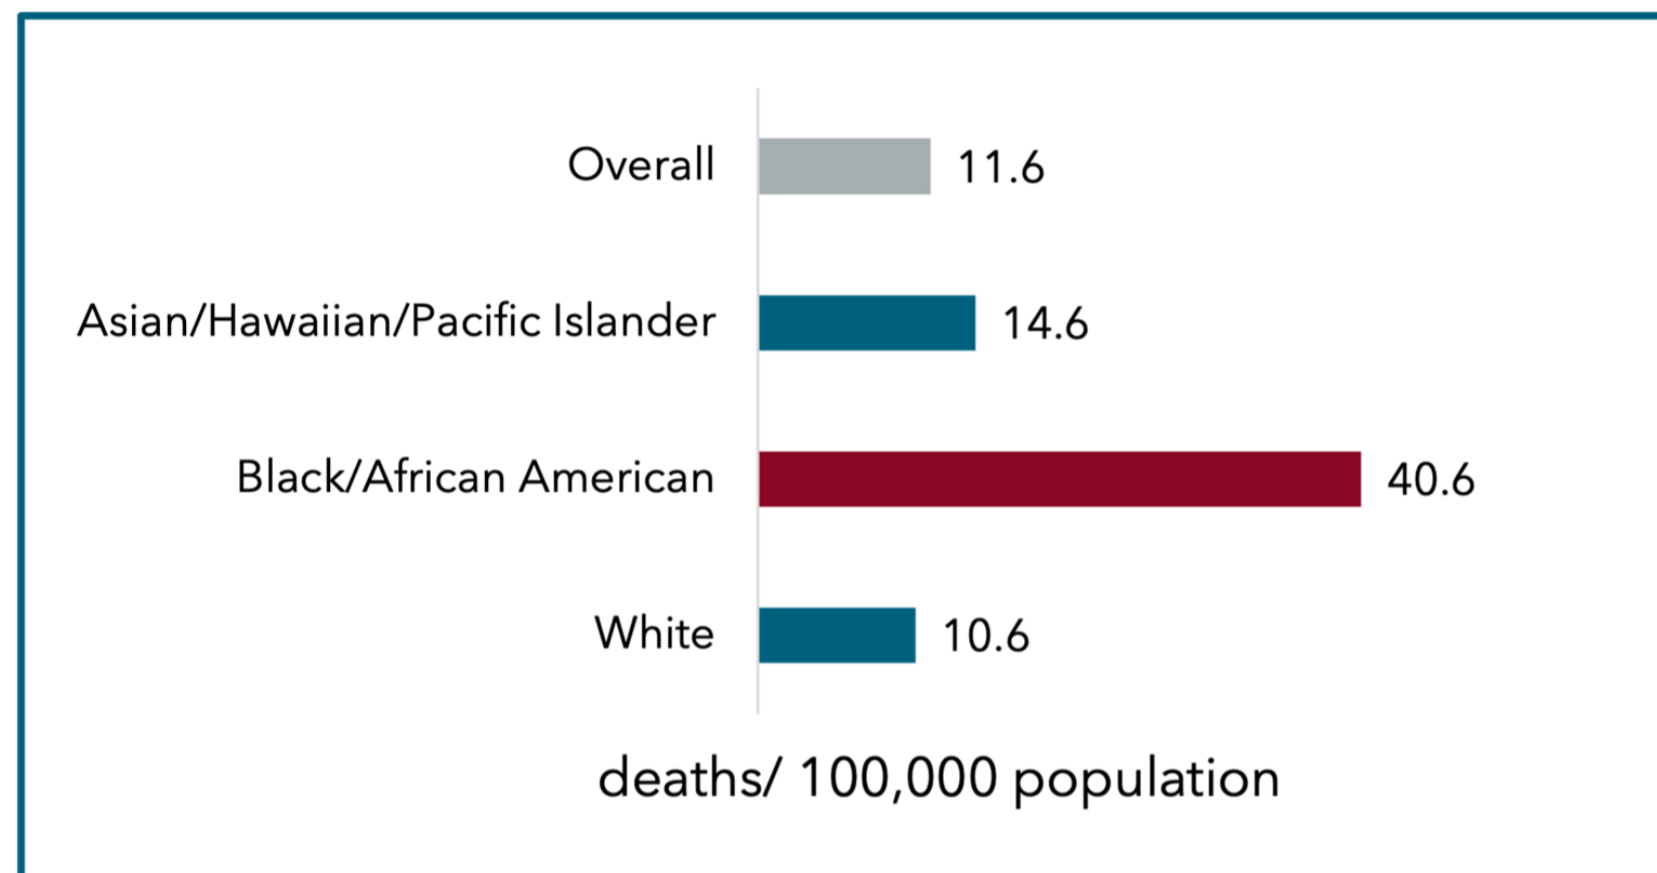 Overall 11.6
Asian/Hawaiian/Pacific Islander 14.6
Black/African American 40.6
White 10.6
deaths/ 100,000 population